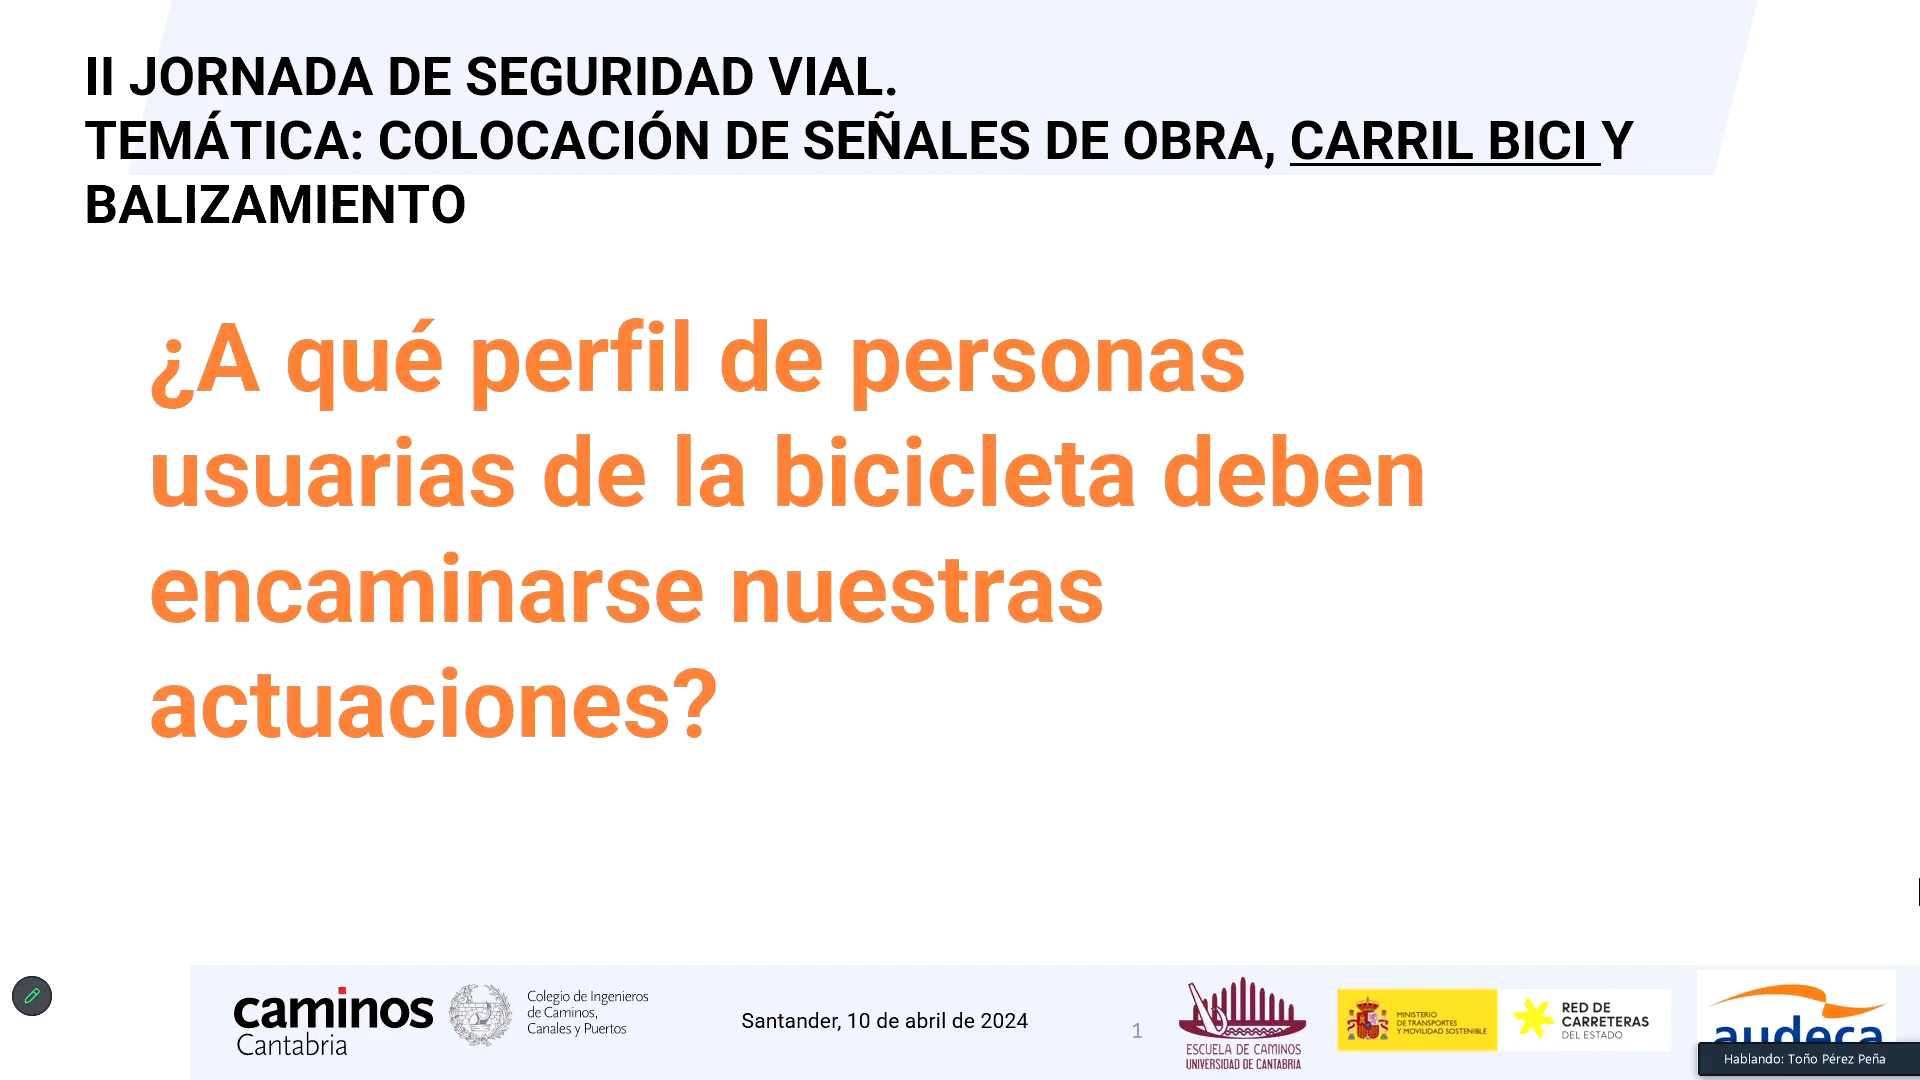 II JORNADA DE SEGURIDAD VIAL.
TEMÁTICA: COLOCACIÓN DE SEÑALES DE OBRA, CARRIL BICI Y
BALIZAMIENTO
¿A qué perfil de personas
usuarias de la bicicleta deben
encaminarse nuestras
actuaciones?
caminos
Cantabria
Colegio de Ingenieros
de Caminos,
Canales y Puertos
Santander, 10 de abril de 2024
1
ESCUELA DE CAMINOS
UNIVERSIDAD DE CANTABRIA
MINISTERIO
DE TRANSPORTES
Y MOVILIDAD SOSTENIBLE
RED DE
CARRETERAS
DEL ESTADO
audeca
Hablando: Toño Pérez Peña